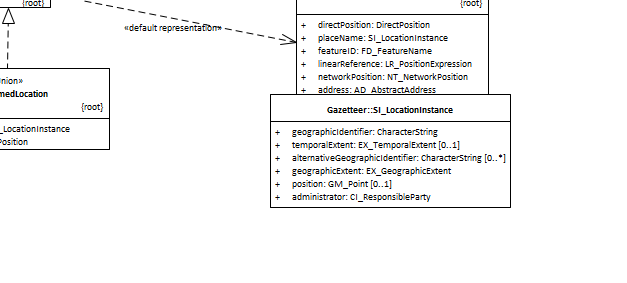 {root}
{root}
«default representation»
+ directPosition: DirectPosition
+ placeName: SI_LocationInstance
+ featureID: FD_FeatureName
+ linearReference: LR_PositionExpression
+ networkPosition: NT_NetworkPosition
+ address: AD_AbstractAddress
nion»
medLocation
{root}
_LocationInstance
Position
Gazetteer::SI_LocationInstance
+ geographicIdentifier: CharacterString
+ temporalExtent: EX_TemporalExtent [0..1]
+ alternativeGeographicIdentifier: CharacterString [0..*]
+ geographicExtent: EX_GeographicExtent
+ position: GM_Point [0..1]
+ administrator: CI_ResponsibleParty